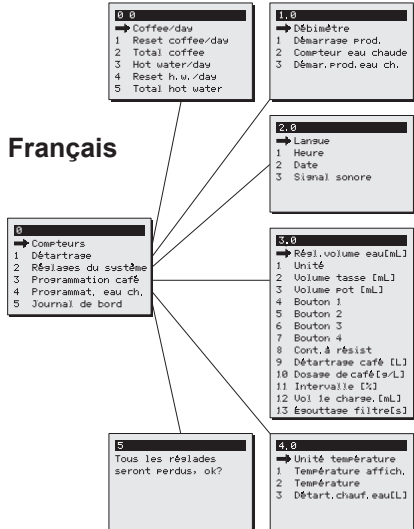 0 0
➡ Coffee/day
1 Reset coffee/day
2 Total coffee
3 Hot water/day
4 Reset h.w./day
5 Total hot water
1.0
➡ Débimètre
1 Démarrage prod.
2 Compteur eau chaude
3 Démar.prod.eau ch.
Français
2.0
➡ Langue
1 Heure
2 Date
3 Signal sonore
0
➡ Compteurs
1 Détartrage
2 Réglages du système
3 Programmation café
4 Programmat. eau ch.
5 Journal de bord
3.0
➡ Régl.volume eau[mL]
1 Unité
2 Volume tasse [mL]
3 Volume pot [mL]
4 Bouton 1
5 Bouton 2
6 Bouton 3
7 Bouton 4
8 Cont.à résist
9 Détartrage café [L]
10 Dosage de café[g/L]
11 Intervalle [%]
12 Vol 1e charge.[mL]
13 Égouttage filtre[s]
5
Tous les réglades
seront perdus, ok?
4.0
➡ Unité température
1 Température affich.
2 Température
3 Détart.chauf.eau[L]